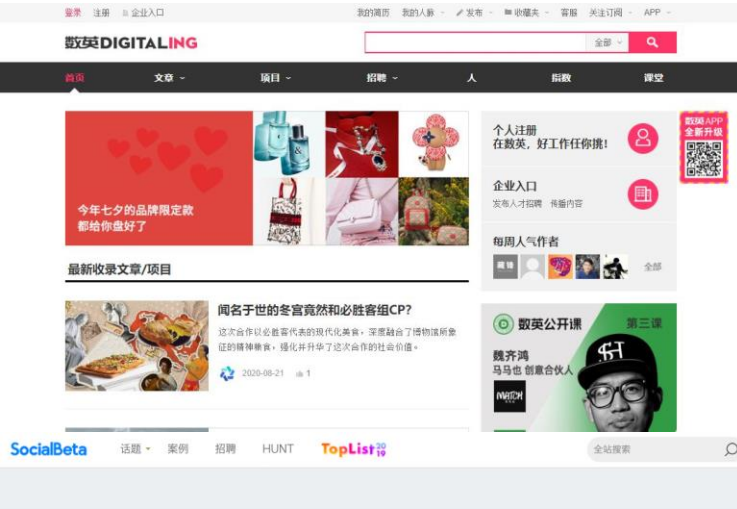 登录 注册 企业入口 我的简历 我的人脉 发布 收藏夹 客服 关注订阅 APP
数英DIGITALING
全部
首页 文章 项目 招聘 人 指数 课堂
今年七夕的品牌限定款
都给你盘好了
个人注册
在数英,好工作任你挑!
企业入口
发布人才招聘 传播内容
每周人气作者
全部
数英APP
全新升级
最新收录文章/项目
闻名于世的冬宫竟然和必胜客组CP?
这次合作以必胜客代表的现代化美食,深度融合了博物馆所象
征的精神粮食,强化并升华了这次合作的社会价值。
2020-08-21 1
数英公开课 第三课
魏齐鸿
马马也 创意合伙人
MATCH
SocialBeta 话题 案例 招聘 HUNT TopList 2019 全站搜索